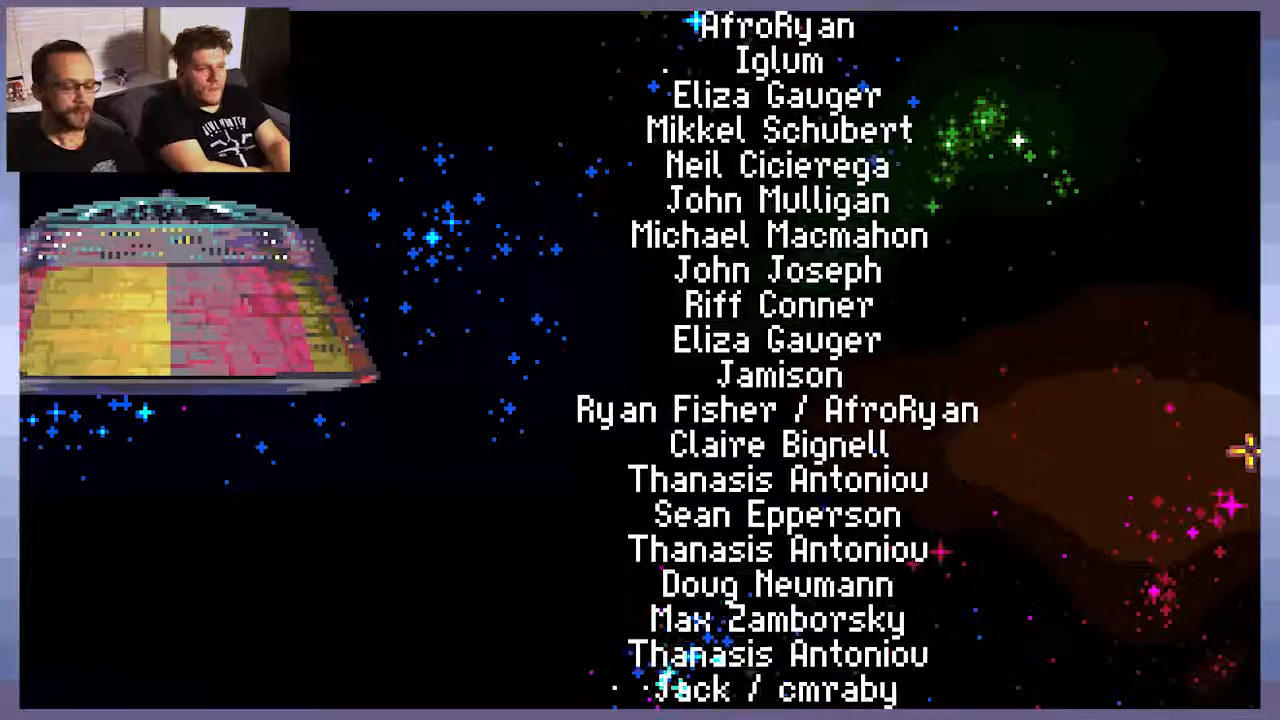 AfroRyan
Iglum
Eliza Gauger
Mikkel Schubert
Neil Cicierega
John Mulligan
Michael Macmahon
John Joseph
Riff Conner
Eliza Gauger
Jamison
Ryan Fisher / AfroRyan
Claire Bignell
Thanasis Antoniou
Sean Epperson
Thanasis Antoniou
Doug Neumann
Max Zamborsky
Thanasis Antoniou
Jack / cmraby